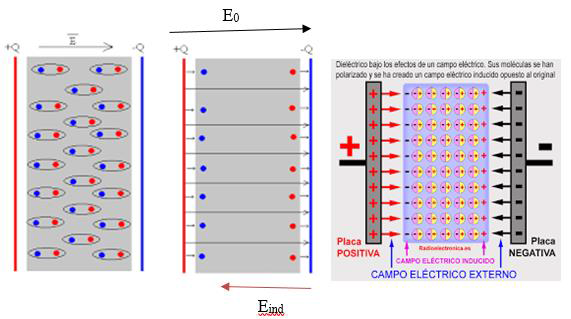 E
+Q
-Q
E0
+Q
-Q
Eind
Dieléctrico bajo los efectos de un campo eléctrico. Sus moléculas se han
polarizado y se ha creado un campo eléctrico inducido opuesto al original
+
-
Placa
POSITIVA
Radioelectronica.es
CAMPO ELÉCTRICO INDUCIDO
Placa
NEGATIVA
CAMPO ELÉCTRICO EXTERNO